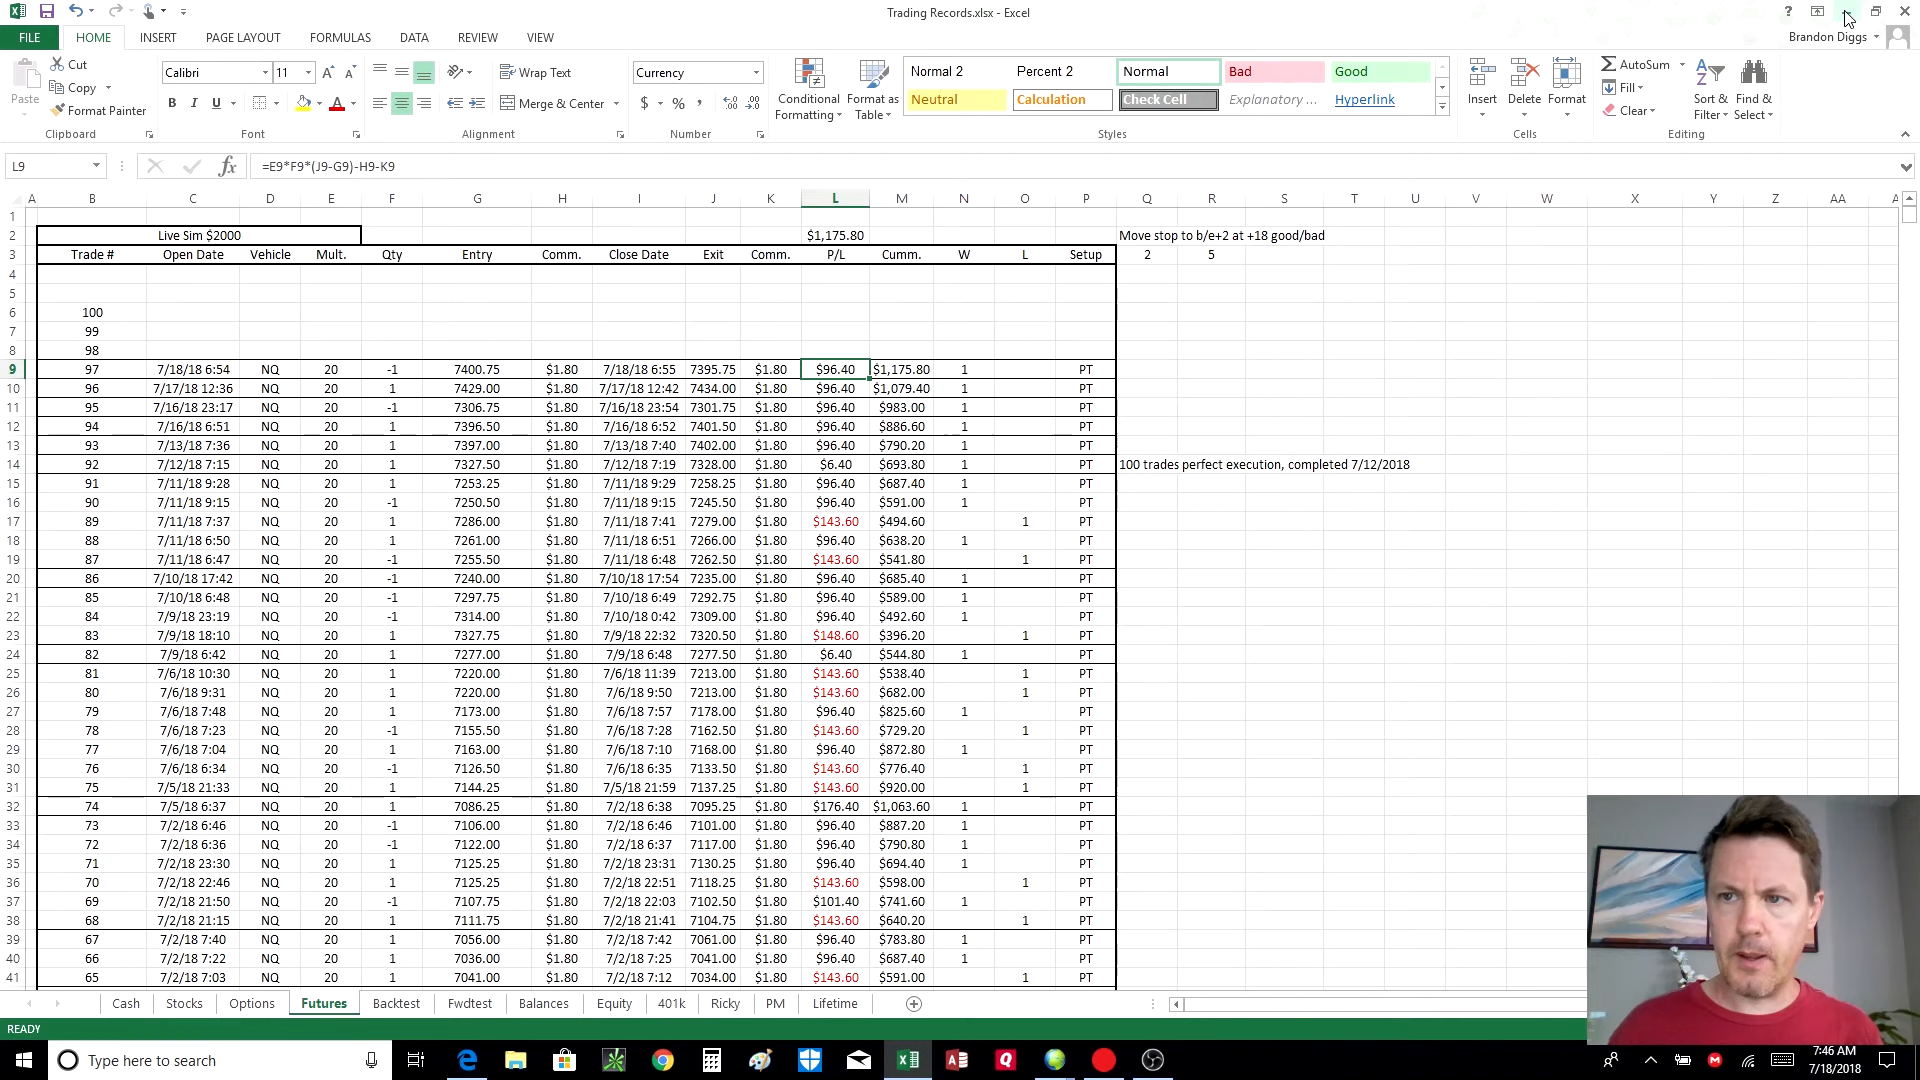 Trading Records.xlsx - Excel
FILE HOME INSERT PAGE LAYOUT FORMULAS DATA REVIEW VIEW Brandon Diggs
Cut
Copy
Format Painter
Paste
Clipboard
Calibri 11
B I U
Font
Wrap Text
Merge & Center
Alignment
Currency
$ %
Number
Conditional Formatting
Format as Table
Normal 2 Percent 2 Normal Bad Good
Neutral Calculation Check Cell Explanatory ... Hyperlink
Styles
Insert Delete Format
Cells
AutoSum
Fill
Clear
Sort & Filter
Find & Select
Editing
L9 fx =E9*F9*(J9-G9)-H9-K9
A B C D E F G H I J K L M N O P Q R S T U V W X Y Z AA
1
2 Live Sim $2000 $1,175.80 Move stop to b/e+2 at +18 good/bad
3 Trade # Open Date Vehicle Mult. Qty Entry Comm. Close Date Exit Comm. P/L Cumm. W L Setup 2 5
4
5
6 100
7 99
8 98
9 97 7/18/18 6:54 NQ 20 -1 7400.75 $1.80 7/18/18 6:55 7395.75 $1.80 $96.40 $1,175.80 1 PT
10 96 7/17/18 12:36 NQ 20 1 7429.00 $1.80 7/17/18 12:42 7434.00 $1.80 $96.40 $1,079.40 1 PT
11 95 7/16/18 23:17 NQ 20 -1 7306.75 $1.80 7/16/18 23:54 7301.75 $1.80 $96.40 $983.00 1 PT
12 94 7/16/18 6:51 NQ 20 1 7396.50 $1.80 7/16/18 6:52 7401.50 $1.80 $96.40 $886.60 1 PT
13 93 7/13/18 7:36 NQ 20 1 7397.00 $1.80 7/13/18 7:40 7402.00 $1.80 $96.40 $790.20 1 PT
14 92 7/12/18 7:15 NQ 20 1 7327.50 $1.80 7/12/18 7:19 7328.00 $1.80 $6.40 $693.80 1 PT 100 trades perfect execution, completed 7/12/2018
15 91 7/11/18 9:28 NQ 20 1 7253.25 $1.80 7/11/18 9:29 7258.25 $1.80 $96.40 $687.40 1 PT
16 90 7/11/18 9:15 NQ 20 -1 7250.50 $1.80 7/11/18 9:15 7245.50 $1.80 $96.40 $591.00 1 PT
17 89 7/11/18 7:37 NQ 20 1 7286.00 $1.80 7/11/18 7:41 7279.00 $1.80 $143.60 $494.60 1 PT
18 88 7/11/18 6:50 NQ 20 1 7261.00 $1.80 7/11/18 6:51 7266.00 $1.80 $96.40 $638.20 1 PT
19 87 7/11/18 6:47 NQ 20 -1 7255.50 $1.80 7/11/18 6:48 7262.50 $1.80 $143.60 $541.80 1 PT
20 86 7/10/18 17:42 NQ 20 -1 7240.00 $1.80 7/10/18 17:54 7235.00 $1.80 $96.40 $685.40 1 PT
21 85 7/10/18 6:48 NQ 20 -1 7297.75 $1.80 7/10/18 6:49 7292.75 $1.80 $96.40 $589.00 1 PT
22 84 7/9/18 23:19 NQ 20 -1 7314.00 $1.80 7/10/18 0:42 7309.00 $1.80 $96.40 $492.60 1 PT
23 83 7/9/18 18:10 NQ 20 1 7327.75 $1.80 7/9/18 22:32 7320.50 $1.80 $148.60 $396.20 1 PT
24 82 7/9/18 6:42 NQ 20 1 7277.00 $1.80 7/9/18 6:48 7277.50 $1.80 $6.40 $544.80 1 PT
25 81 7/6/18 10:30 NQ 20 1 7220.00 $1.80 7/6/18 11:39 7213.00 $1.80 $143.60 $538.40 1 PT
26 80 7/6/18 9:31 NQ 20 1 7220.00 $1.80 7/6/18 9:50 7213.00 $1.80 $143.60 $682.00 1 PT
27 79 7/6/18 7:48 NQ 20 1 7173.00 $1.80 7/6/18 7:57 7178.00 $1.80 $96.40 $825.60 1 PT
28 78 7/6/18 7:23 NQ 20 -1 7155.50 $1.80 7/6/18 7:28 7162.50 $1.80 $143.60 $729.20 1 PT
29 77 7/6/18 7:04 NQ 20 1 7163.00 $1.80 7/6/18 7:10 7168.00 $1.80 $96.40 $872.80 1 PT
30 76 7/6/18 6:34 NQ 20 -1 7126.50 $1.80 7/6/18 6:35 7133.50 $1.80 $143.60 $776.40 1 PT
31 75 7/5/18 21:33 NQ 20 1 7144.25 $1.80 7/5/18 21:59 7137.25 $1.80 $143.60 $920.00 1 PT
32 74 7/5/18 6:37 NQ 20 1 7086.25 $1.80 7/2/18 6:38 7095.25 $1.80 $176.40 $1,063.60 1 PT
33 73 7/2/18 6:46 NQ 20 -1 7106.00 $1.80 7/2/18 6:46 7101.00 $1.80 $96.40 $887.20 1 PT
34 72 7/2/18 6:36 NQ 20 -1 7122.00 $1.80 7/2/18 6:37 7117.00 $1.80 $96.40 $790.80 1 PT
35 71 7/2/18 23:30 NQ 20 1 7125.25 $1.80 7/2/18 23:31 7130.25 $1.80 $96.40 $694.40 1 PT
36 70 7/2/18 22:46 NQ 20 1 7125.25 $1.80 7/2/18 22:51 7118.25 $1.80 $143.60 $598.00 1 PT
37 69 7/2/18 21:50 NQ 20 -1 7107.75 $1.80 7/2/18 22:03 7102.50 $1.80 $101.40 $741.60 1 PT
38 68 7/2/18 21:15 NQ 20 1 7111.75 $1.80 7/2/18 21:41 7104.75 $1.80 $143.60 $640.20 1 PT
39 67 7/2/18 7:40 NQ 20 1 7056.00 $1.80 7/2/18 7:42 7061.00 $1.80 $96.40 $783.80 1 PT
40 66 7/2/18 7:22 NQ 20 1 7036.00 $1.80 7/2/18 7:25 7041.00 $1.80 $96.40 $687.40 1 PT
41 65 7/2/18 7:03 NQ 20 1 7041.00 $1.80 7/2/18 7:12 7034.00 $1.80 $143.60 $591.00 1 PT
Cash Stocks Options Futures Backtest Fwdtest Balances Equity 401k Ricky PM Lifetime
READY
Type here to search
7:46 AM
7/18/2018